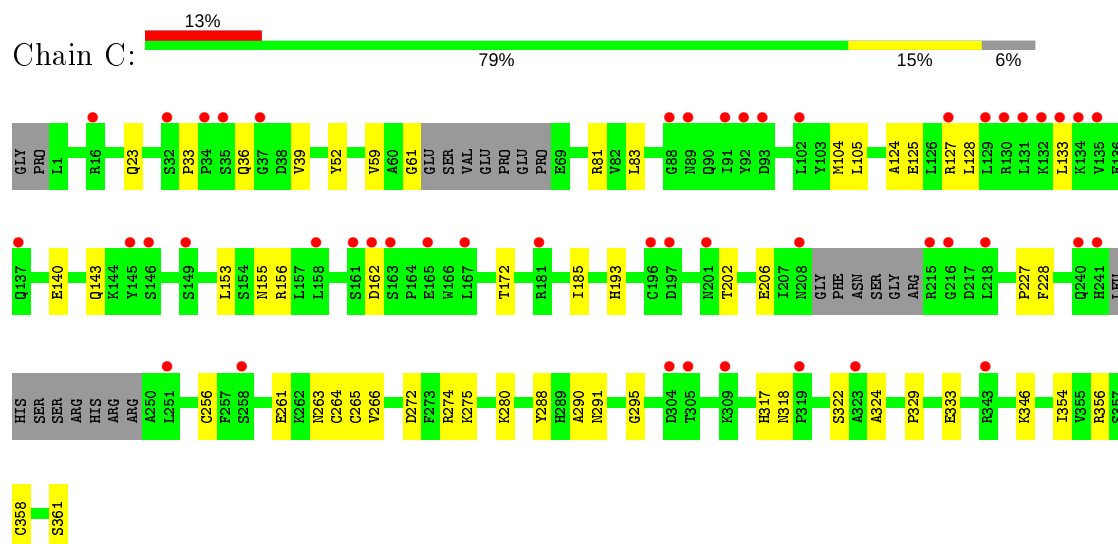 13%
Chain C:
79% 15% 6%
GLY PRO L1 R16 Q23 S32 P33 P34 S35 Q36 G37 D38 V39 Y52 V59 A60 G61 GLU SER VAL GLU PRO GLU PRO E69 R81 V82 L83 G88 N89 Q90 I91 Y92 D93 L102 Y103 M104 L105 A124 E125 L126 R127 L128 L129 R130 L131 K132 L133 K134 V135 E136
Q137 E140 Q143 K144 Y145 S146 S149 L153 S154 N155 R156 L157 L158 S161 D162 S163 P164 E165 W166 L167 T172 R181 I185 H193 C196 D197 N201 T202 E206 I207 N208 GLY PHE ASN SER GLY ARG R215 G216 D217 L218 P227 F228 Q240 H241 LEU
HIS SER SER ARG HIS ARG ARG A250 L251 C256 F257 S258 E261 K262 N263 C264 C265 V266 D272 F273 R274 K275 K280 Y288 H289 A290 N291 G295 D304 T305 K309 H317 N318 P319 S322 A323 A324 P329 E333 R343 K346 I354 V355 R356 S357
C358 S361